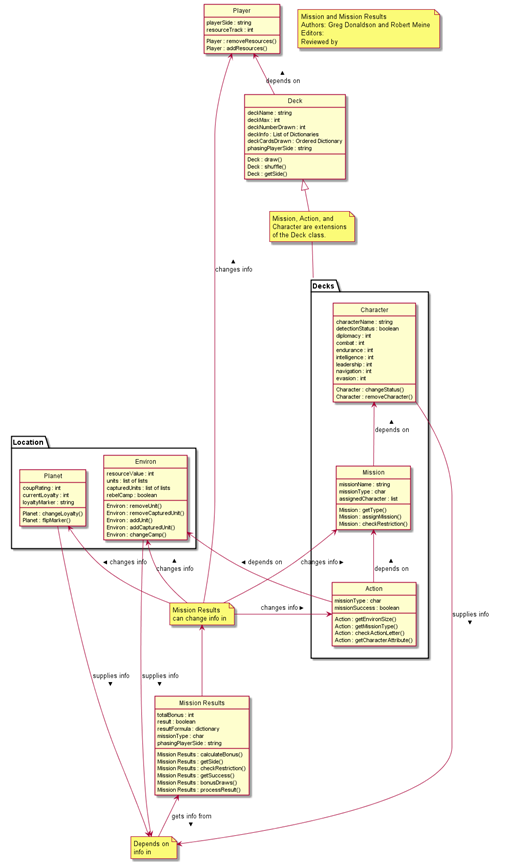 Player
playerSide : string
resourceTrack : int
Player : removeResources()
Player : addResources()
Mission and Mission Results
Authors: Greg Donaldson and Robert Meine
Editors:
Reviewed by
depends on
Deck
deckName : string
deckMax : int
deckNumberDrawn : int
deckInfo : List of Dictionaries
deckCardsDrawn : Ordered Dictionary
phasingPlayerSide : string
Deck : draw()
Deck : shuffle()
Deck : getSide()
Mission, Action, and
Character are extensions
of the Deck class.
changes info
Decks
Character
characterName : string
detectionStatus : boolean
diplomacy : int
combat : int
endurance : int
intelligence : int
leadership : int
navigation : int
evasion : int
Character : changeStatus()
Character : removeCharacter()
depends on
Location
Planet
coupRating : int
currentLoyalty : int
loyaltyMarker : string
Planet : changeLoyalty()
Planet : flipMarker()
Environ
resourceValue : int
units : list of lists
capturedUnits : list of lists
rebelCamp : boolean
Environ : removeUnit()
Environ : removeCapturedUnit()
Environ : addUnit()
Environ : addCapturedUnit()
Environ : changeCamp()
Mission
missionName : string
missionType : char
assignedCharacter : list
Mission : getType()
Mission : assignMission()
Mission : checkRestriction()
changes info
changes info
depends on
changes info
depends on
Action
missionType : char
missionSuccess : boolean
Action : getEnvironSize()
Action : getMissionType()
Action : checkActionLetter()
Action : getCharacterAttribute()
Mission Results
can change info in
changes info
supplies info
supplies info
supplies info
Mission Results
totalBonus : int
result : boolean
resultFormula : dictionary
missionType : char
phasingPlayerSide : string
Mission Results : calculateBonus()
Mission Results : getSide()
Mission Results : checkRestriction()
Mission Results : getSuccess()
Mission Results : bonusDraws()
Mission Results : processResult()
gets info from
Depends on
info in